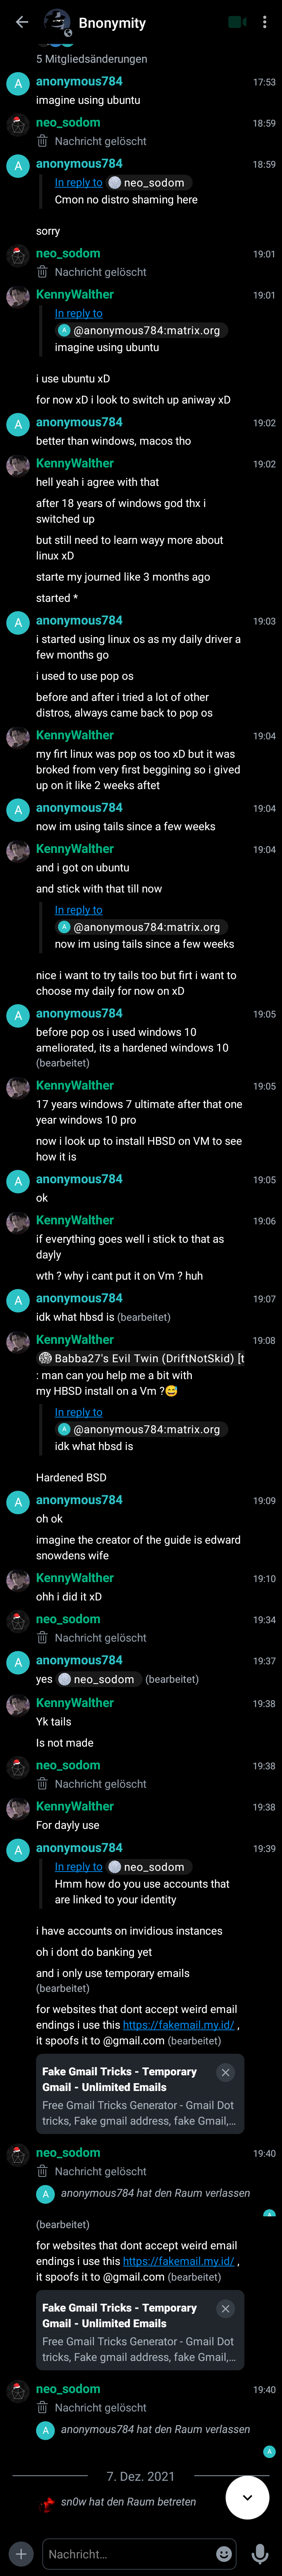 Bnonymity
5 Mitgliedsänderungen
A
anonymous784
17:53
imagine using ubuntu
neo_sodom
18:59
Nachricht gelöscht
A
anonymous784
18:59
In reply to neo_sodom
Cmon no distro shaming here
sorry
neo_sodom
19:01
Nachricht gelöscht
KennyWalther
19:01
In reply to
A @anonymous784:matrix.org
imagine using ubuntu
i use ubuntu xD
for now xD i look to switch up aniway xD
A
anonymous784
19:02
better than windows, macos tho
KennyWalther
19:02
hell yeah i agree with that
after 18 years of windows god thx i
switched up
but still need to learn wayy more about
linux xD
starte my journed like 3 months ago
started *
A
anonymous784
19:03
i started using linux os as my daily driver a
few months go
i used to use pop os
before and after i tried a lot of other
distros, always came back to pop os
KennyWalther
19:04
my firt linux was pop os too xD but it was
broked from very first beggining so i gived
up on it like 2 weeks aftet
A
anonymous784
19:04
now im using tails since a few weeks
KennyWalther
19:04
and i got on ubuntu
and stick with that till now
In reply to
A @anonymous784:matrix.org
now im using tails since a few weeks
nice i want to try tails too but firt i want to
choose my daily for now on xD
A
anonymous784
19:05
before pop os i used windows 10
ameliorated, its a hardened windows 10
(bearbeitet)
KennyWalther
19:05
17 years windows 7 ultimate after that one
year windows 10 pro
now i look up to install HBSD on VM to see
how it is
A
anonymous784
19:05
ok
KennyWalther
19:06
if everything goes well i stick to that as
dayly
wth ? why i cant put it on Vm ? huh
A
anonymous784
19:07
idk what hbsd is (bearbeitet)
KennyWalther
19:08
Babba27's Evil Twin (DriftNotSkid) [t
: man can you help me a bit with
my HBSD install on a Vm ?😅
In reply to
A @anonymous784:matrix.org
idk what hbsd is
Hardened BSD
A
anonymous784
19:09
oh ok
imagine the creator of the guide is edward
snowdens wife
KennyWalther
19:10
ohh i did it xD
neo_sodom
19:34
Nachricht gelöscht
A
anonymous784
19:37
yes neo_sodom (bearbeitet)
KennyWalther
19:38
Yk tails
Is not made
neo_sodom
19:38
Nachricht gelöscht
KennyWalther
19:38
For dayly use
A
anonymous784
19:39
In reply to neo_sodom
Hmm how do you use accounts that
are linked to your identity
i have accounts on invidious instances
oh i dont do banking yet
and i only use temporary emails
(bearbeitet)
for websites that dont accept weird email
endings i use this https://fakemail.my.id/ ,
it spoofs it to @gmail.com (bearbeitet)
Fake Gmail Tricks - Temporary
Gmail - Unlimited Emails
Free Gmail Tricks Generator - Gmail Dot
tricks, Fake gmail address, fake Gmail,...
neo_sodom
19:40
Nachricht gelöscht
A anonymous784 hat den Raum verlassen
(bearbeitet)
for websites that dont accept weird email
endings i use this https://fakemail.my.id/ ,
it spoofs it to @gmail.com (bearbeitet)
Fake Gmail Tricks - Temporary
Gmail - Unlimited Emails
Free Gmail Tricks Generator - Gmail Dot
tricks, Fake gmail address, fake Gmail,...
neo_sodom
19:40
Nachricht gelöscht
A anonymous784 hat den Raum verlassen
A
7. Dez. 2021
sn0w hat den Raum betreten
Nachricht…